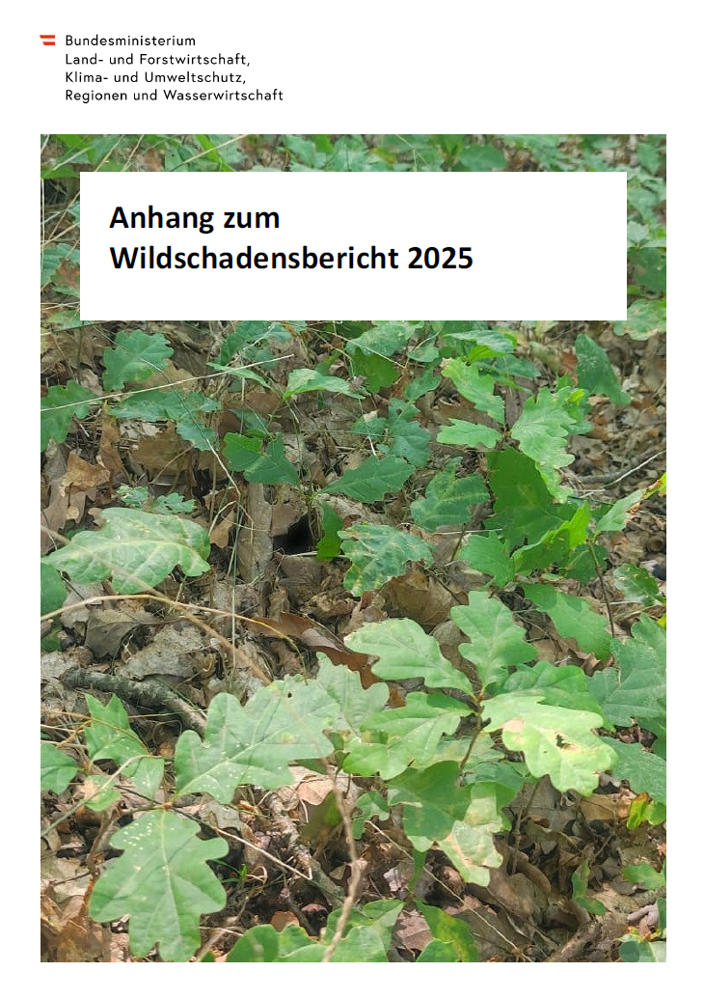 Bundesministerium
Land- und Forstwirtschaft,
Klima- und Umweltschutz,
Regionen und Wasserwirtschaft
Anhang zum
Wildschadensbericht 2025